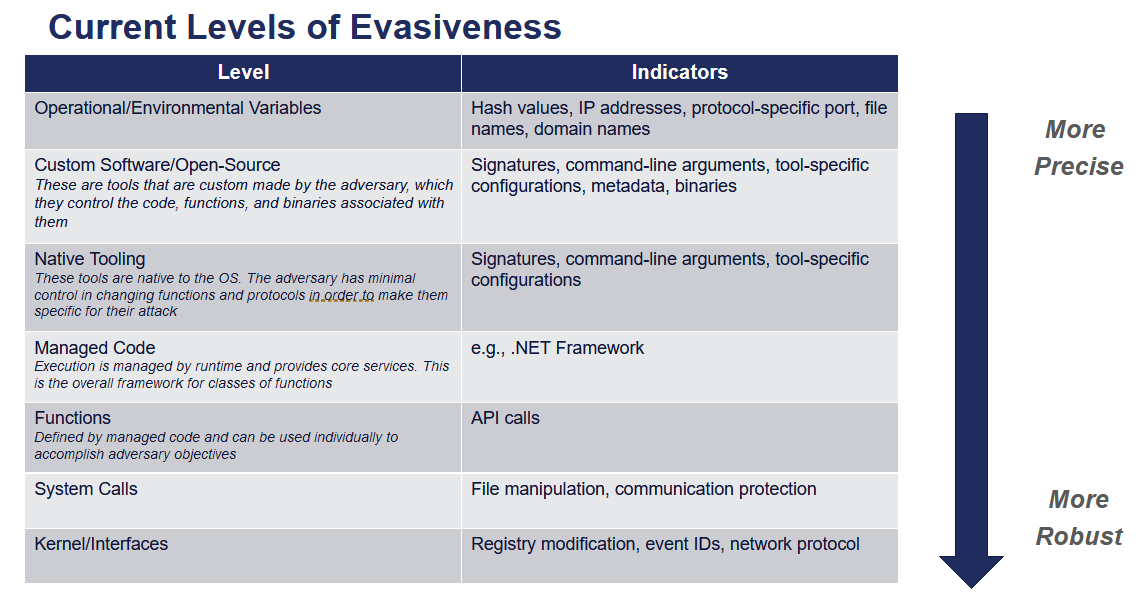 Current Levels of Evasiveness
Level
Indicators
Operational/Environmental Variables
Hash values, IP addresses, protocol-specific port, file
names, domain names
Custom Software/Open-Source
These are tools that are custom made by the adversary, which
they control the code, functions, and binaries associated with
them
Signatures, command-line arguments, tool-specific
configurations, metadata, binaries
Native Tooling
These tools are native to the OS. The adversary has minimal
control in changing functions and protocols in order to make them
specific for their attack
Signatures, command-line arguments, tool-specific
configurations
Managed Code
Execution is managed by runtime and provides core services. This
is the overall framework for classes of functions
e.g., .NET Framework
Functions
Defined by managed code and can be used individually to
accomplish adversary objectives
API calls
System Calls
File manipulation, communication protection
Kernel/Interfaces
Registry modification, event IDs, network protocol
More
Precise
More
Robust